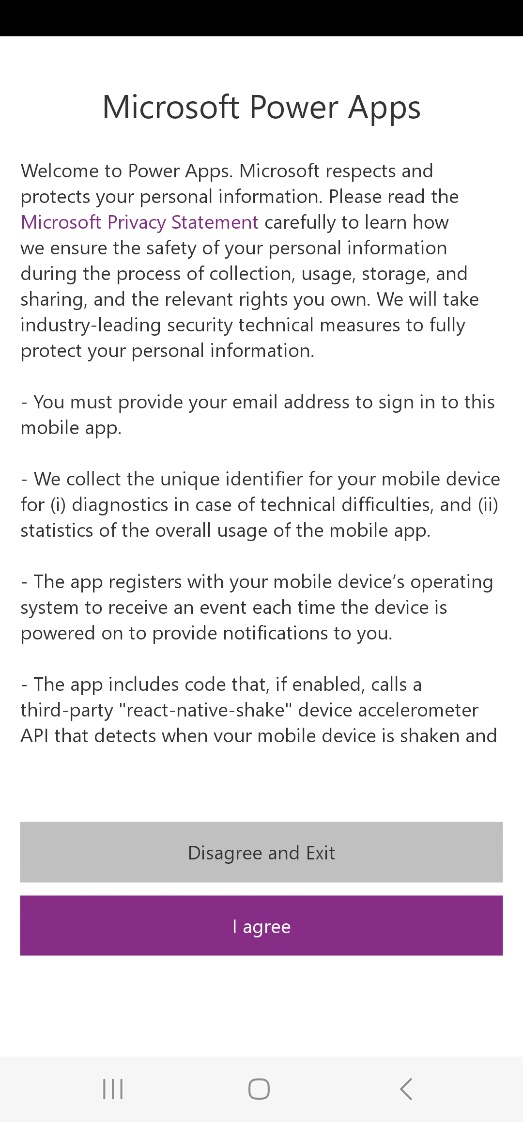 Microsoft Power Apps
Welcome to Power Apps. Microsoft respects and
protects your personal information. Please read the
Microsoft Privacy Statement carefully to learn how
we ensure the safety of your personal information
during the process of collection, usage, storage, and
sharing, and the relevant rights you own. We will take
industry-leading security technical measures to fully
protect your personal information.
- You must provide your email address to sign in to this
mobile app.
- We collect the unique identifier for your mobile device
for (i) diagnostics in case of technical difficulties, and (ii)
statistics of the overall usage of the mobile app.
- The app registers with your mobile device's operating
system to receive an event each time the device is
powered on to provide notifications to you.
- The app includes code that, if enabled, calls a
third-party "react-native-shake" device accelerometer
API that detects when your mobile device is shaken and
Disagree and Exit
I agree